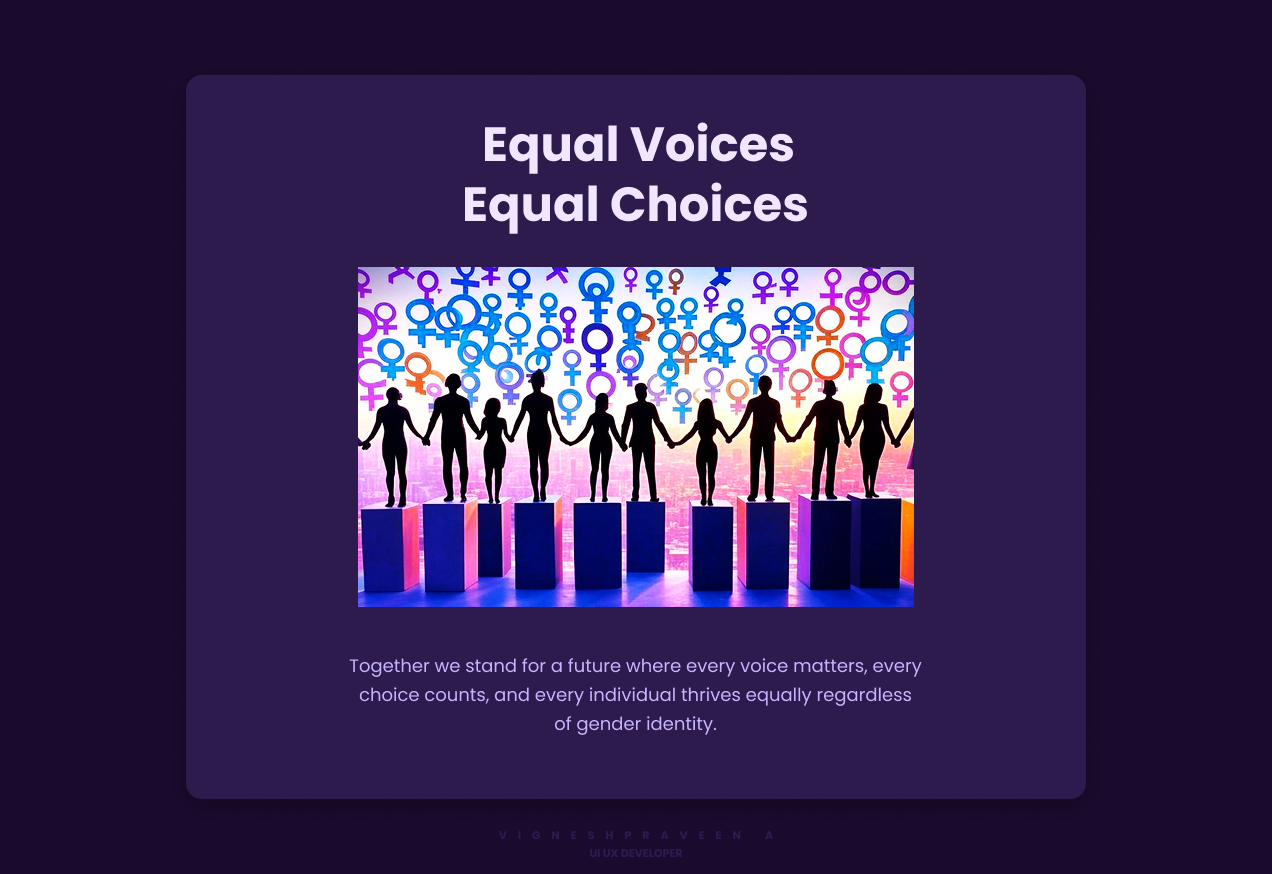 Equal Voices
Equal Choices
Together we stand for a future where every voice matters, every
choice counts, and every individual thrives equally regardless
of gender identity.
V I G N E S H P R A V E E N A
UI UX DEVELOPER